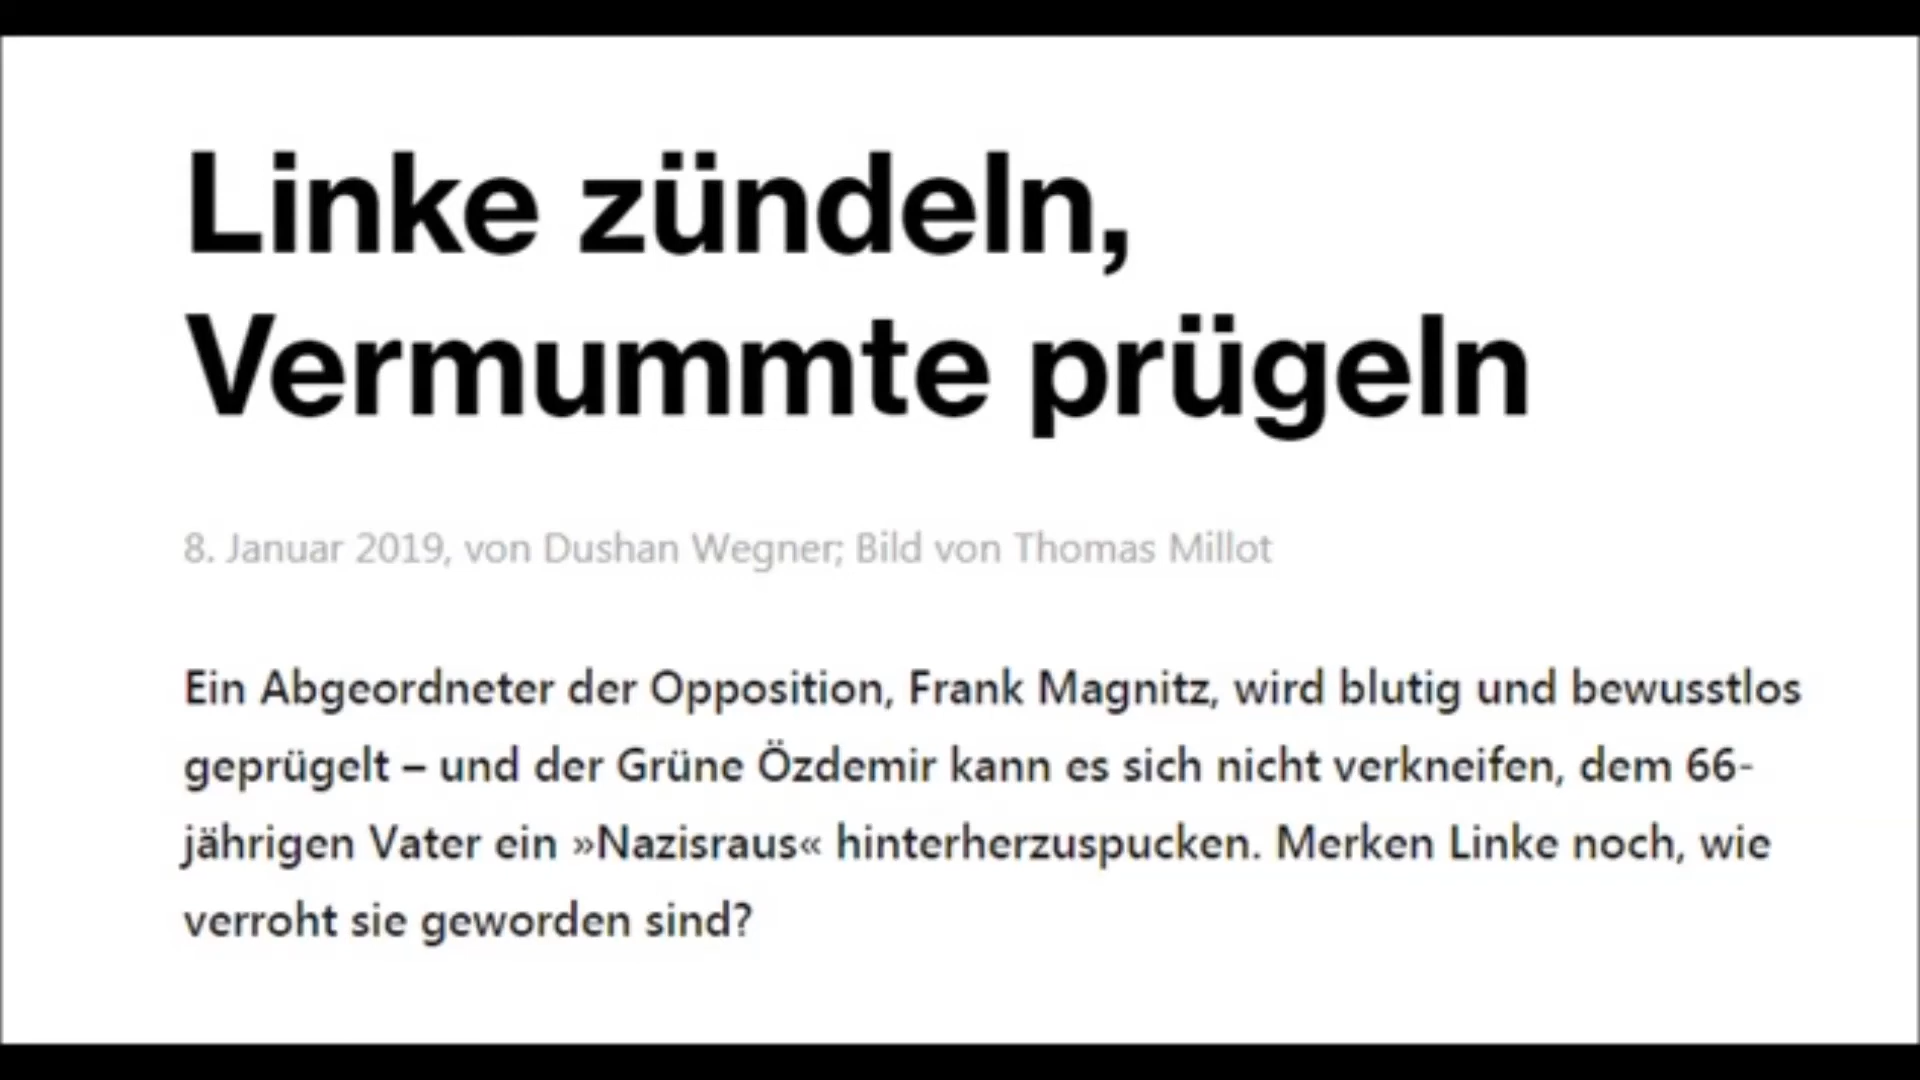 Linke zündeln,
Vermummte prügeln
8. Januar 2019, von Dushan Wegner; Bild von Thomas Millot
Ein Abgeordneter der Opposition, Frank Magnitz, wird blutig und bewusstlos
geprügelt – und der Grüne Özdemir kann es sich nicht verkneifen, dem 66-
jährigen Vater ein »Nazisraus« hinterherzuspucken. Merken Linke noch, wie
verroht sie geworden sind?